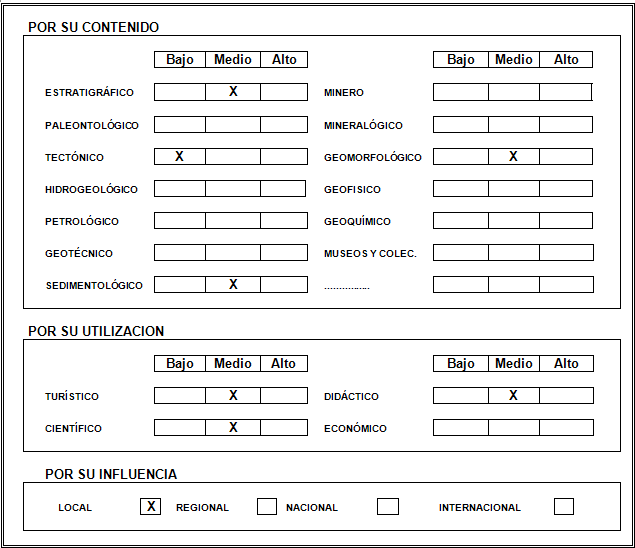 POR SU CONTENIDO
Bajo Medio Alto Bajo Medio Alto
ESTRATIGRÁFICO X MINERO
PALEONTOLÓGICO MINERALÓGICO
TECTÓNICO X GEOMORFOLÓGICO X
HIDROGEOLÓGICO GEOFISICO
PETROLÓGICO GEOQUÍMICO
GEOTÉCNICO MUSEOS Y COLEC.
SEDIMENTOLÓGICO X ................
POR SU UTILIZACION
Bajo Medio Alto Bajo Medio Alto
TURÍSTICO X DIDÁCTICO X
CIENTÍFICO X ECONÓMICO
POR SU INFLUENCIA
LOCAL X REGIONAL NACIONAL INTERNACIONAL